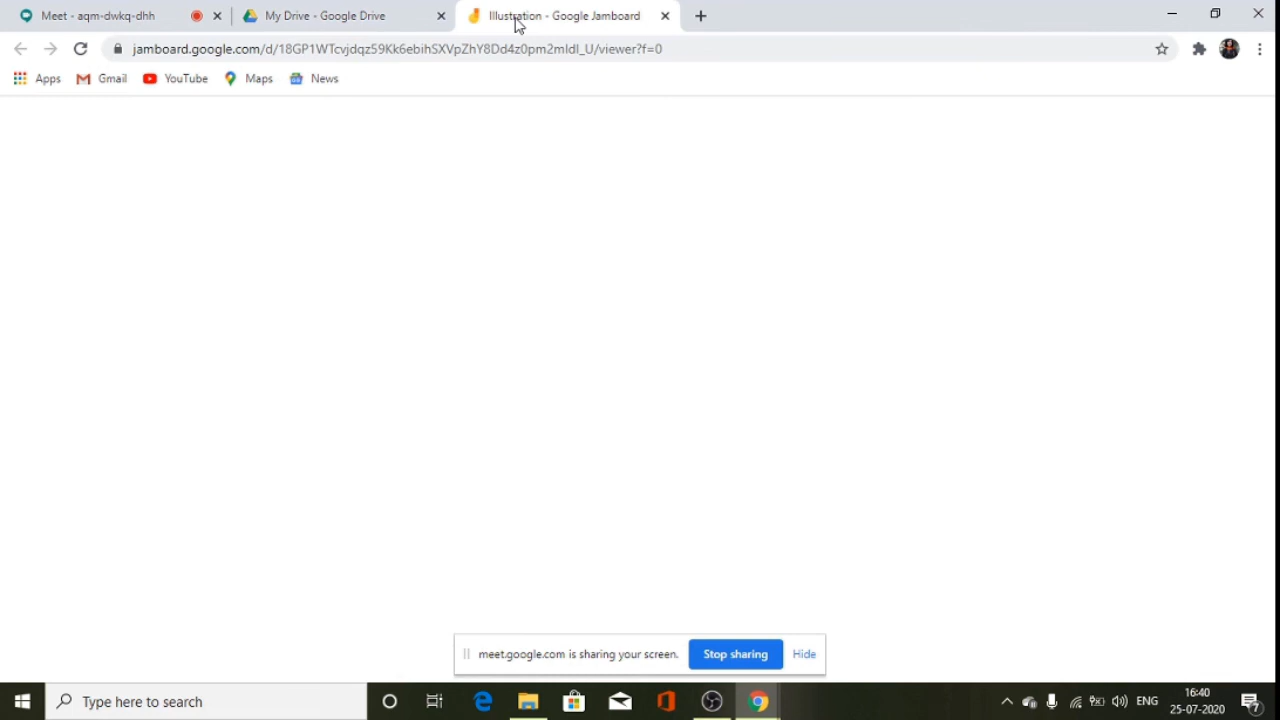 Meet - aqm-dwkq-dhh
My Drive - Google Drive
Illustration - Google Jamboard
jamboard.google.com/d/18GP1WTcvjdqz59Kk6ebihSXVpZhY8Dd4z0pm2mIdI_U/viewer?f=0
Apps
Gmail
YouTube
Maps
News
meet.google.com is sharing your screen.
Stop sharing
Hide
Type here to search
ENG
16:40
25-07-2020
7